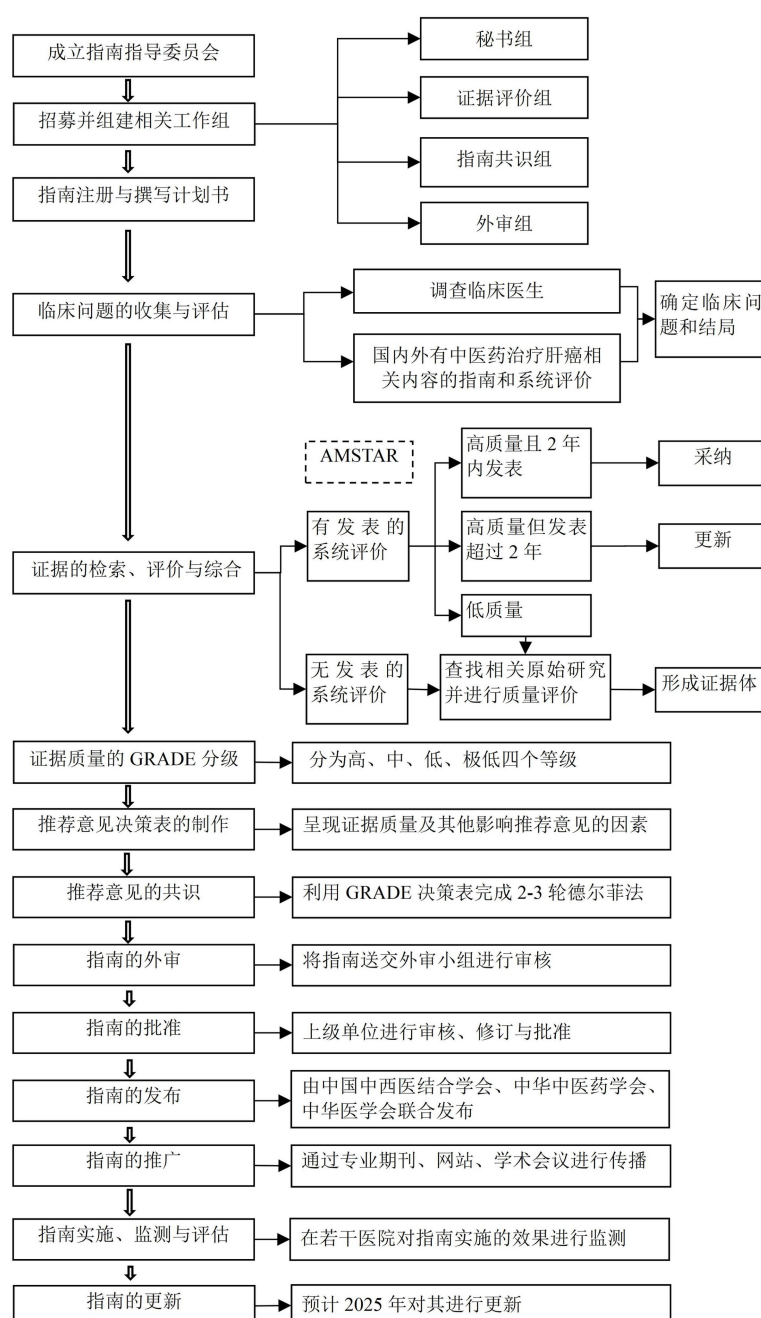 成立指南指导委员会
秘书组
招募并组建相关工作组
证据评价组
指南共识组
指南注册与撰写计划书
外审组
临床问题的收集与评估
调查临床医生
国内外有中医药治疗肝癌相
关内容的指南和系统评价
确定临床问
题和结局
AMSTAR
高质量且 2 年
内发表
采纳
有发表的
系统评价
高质量但发表
超过 2 年
更新
证据的检索、评价与综合
低质量
无发表的
系统评价
查找相关原始研究
并进行质量评价
形成证据体
证据质量的 GRADE 分级
分为高、中、低、极低四个等级
推荐意见决策表的制作
呈现证据质量及其他影响推荐意见的因素
推荐意见的共识
利用 GRADE 决策表完成 2-3 轮德尔菲法
指南的外审
将指南送交外审小组进行审核
指南的批准
上级单位进行审核、修订与批准
指南的发布
由中国中西医结合学会、中华中医药学会、
中华医学会联合发布
指南的推广
通过专业期刊、网站、学术会议进行传播
指南实施、监测与评估
在若干医院对指南实施的效果进行监测
指南的更新
预计 2025 年对其进行更新